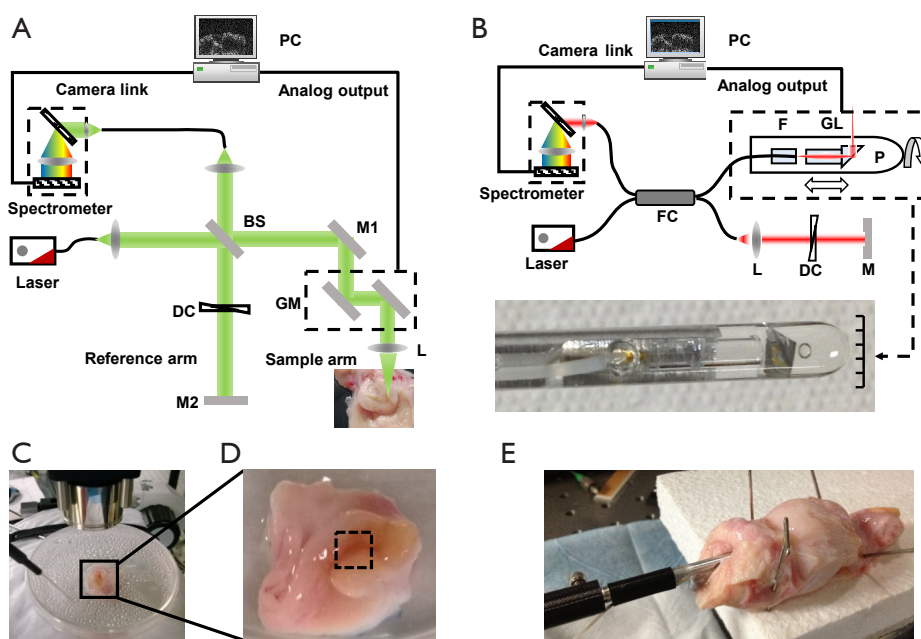 A
PC
Camera link
Analog output
Spectrometer
BS
M1
Laser
DC
GM
Reference arm
Sample arm
L
M2
B
PC
Camera link
Analog output
F
GL
P
Spectrometer
FC
Laser
L
DC
M
C
D
E